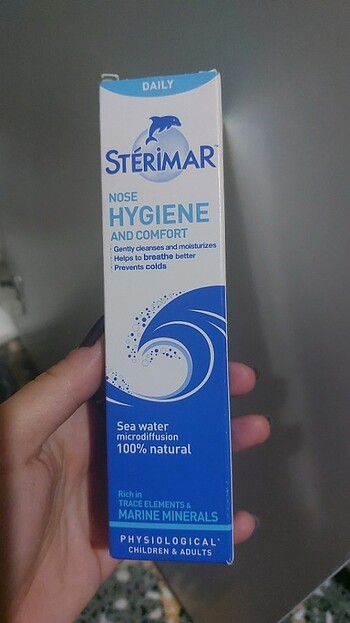 DAILY
STÉRIMAR™
NOSE
HYGIENE
AND COMFORT
Gently cleanses and moisturizes
Helps to breathe better
Prevents colds
Sea water
microdiffusion
100% natural
Rich in
TRACE ELEMENTS &
MARINE MINERALS
PHYSIOLOGICAL*
CHILDREN & ADULTS